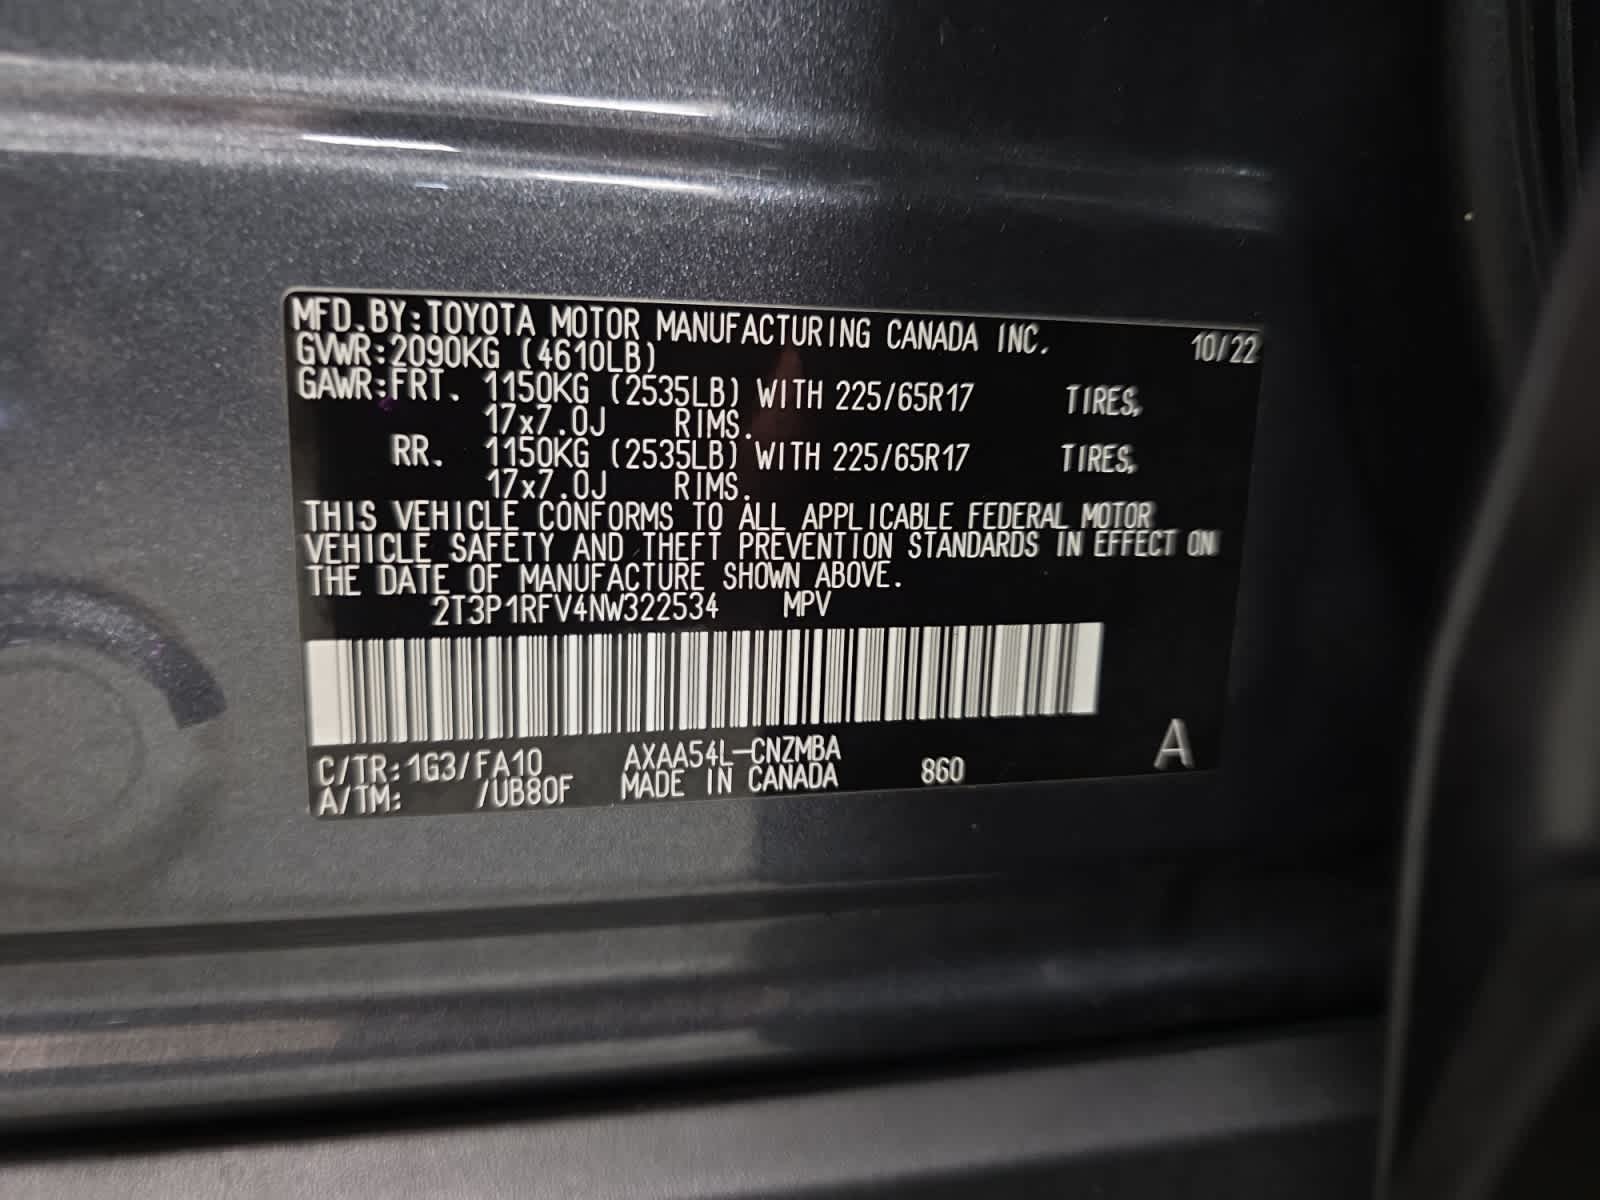 MFD.BY:TOYOTA MOTOR MANUFACTURING CANADA INC. 10/22
GVWR:2090KG (4610LB)
GAWR:FRT. 1150KG (2535LB) WITH 225/65R17 TIRES,
17x7.0J RIMS.
RR. 1150KG (2535LB) WITH 225/65R17 TIRES,
17x7.0J RIMS.
THIS VEHICLE CONFORMS TO ALL APPLICABLE FEDERAL MOTOR
VEHICLE SAFETY AND THEFT PREVENTION STANDARDS IN EFFECT ON
THE DATE OF MANUFACTURE SHOWN ABOVE.
2T3P1RFV4NW322534 MPV
C/TR:1G3/FA10 AXAA54L-CNZMBA 860 A
A/TM: /UB80F MADE IN CANADA